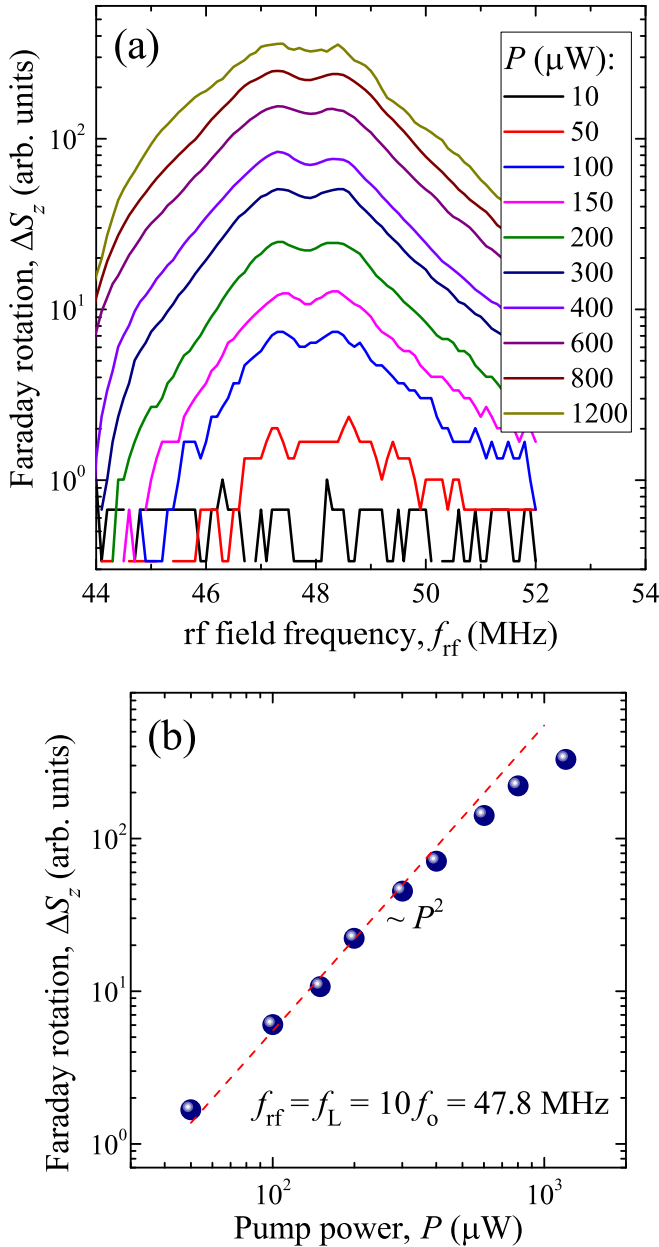 (a)
P (μW):
10
50
100
150
200
300
400
600
800
1200
Faraday rotation, ΔS_z (arb. units)
10^2
10^1
10^0
44 46 48 50 52 54
rf field frequency, f_rf (MHz)
(b)
Faraday rotation, ΔS_z (arb. units)
10^2
10^1
10^0
~ P^2
f_rf = f_L = 10 f_o = 47.8 MHz
10^2 10^3
Pump power, P (μW)